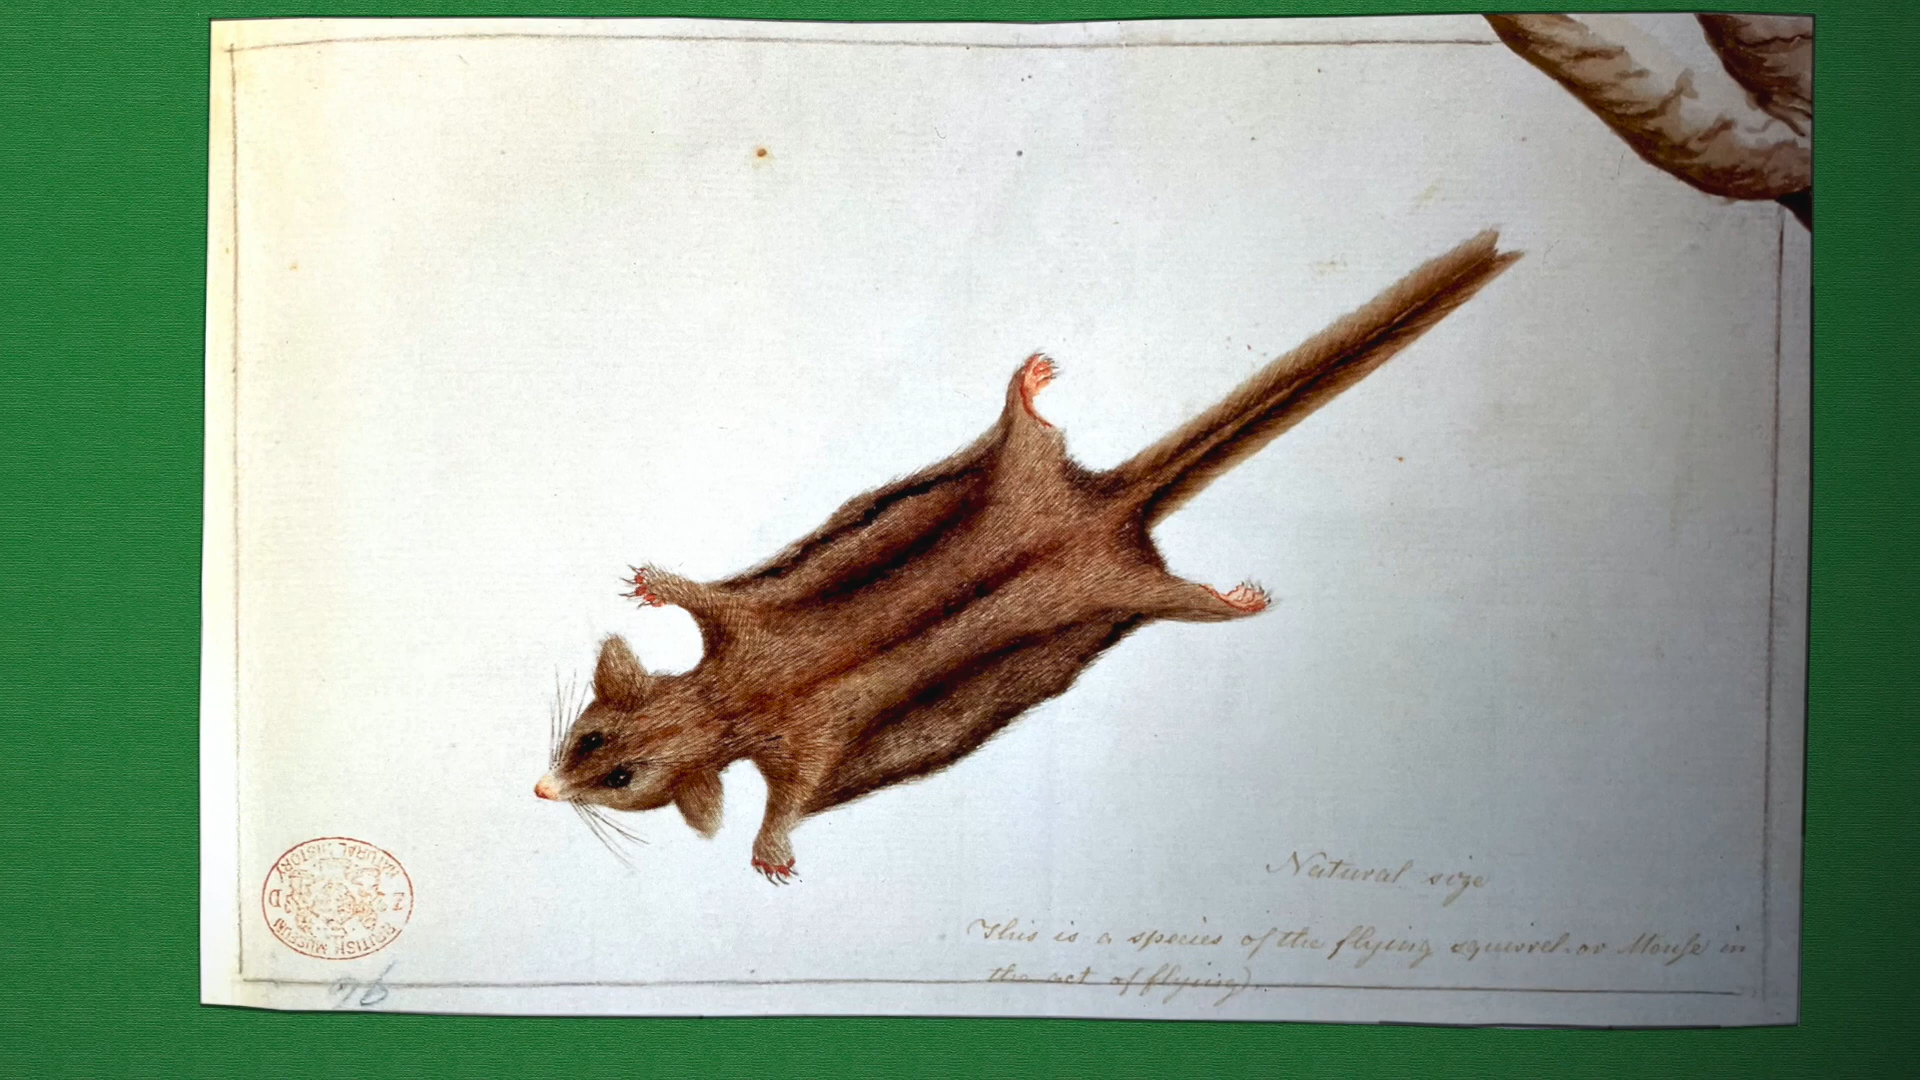 Natural size
This is a species of the flying squirrel or Mouse in
the act of flying).
BRITISH MUSEUM
NATURAL HISTORY
Z D
96